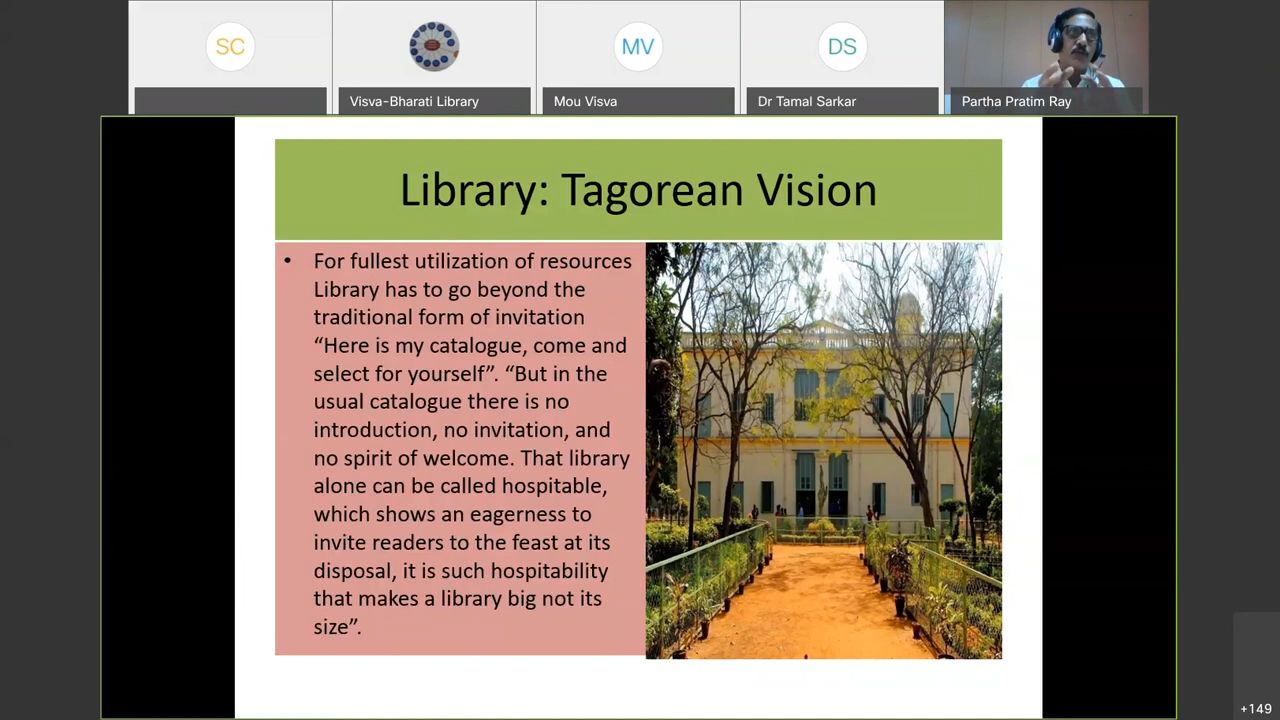 SC
MV
DS
Visva-Bharati Library
Mou Visva
Dr Tamal Sarkar
Partha Pratim Ray
Library: Tagorean Vision
• For fullest utilization of resources
Library has to go beyond the
traditional form of invitation
“Here is my catalogue, come and
select for yourself”. “But in the
usual catalogue there is no
introduction, no invitation, and
no spirit of welcome. That library
alone can be called hospitable,
which shows an eagerness to
invite readers to the feast at its
disposal, it is such hospitability
that makes a library big not its
size”.
+149